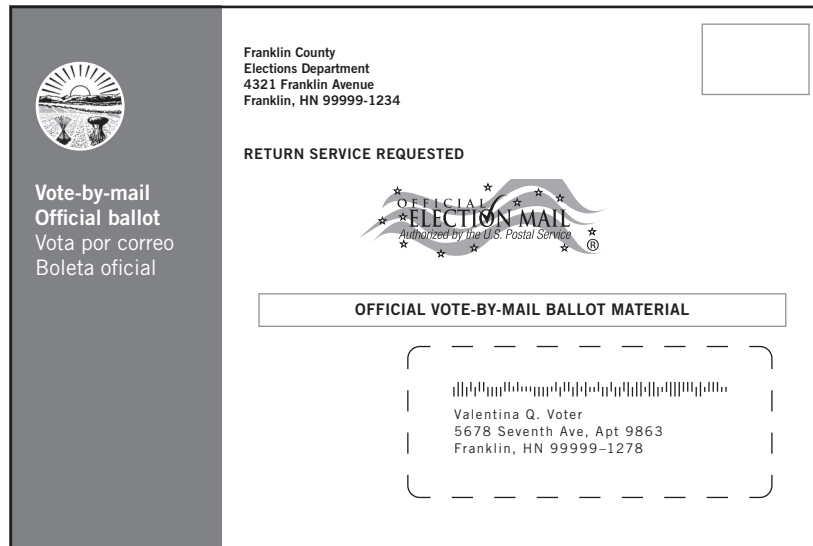 Franklin County
Elections Department
4321 Franklin Avenue
Franklin, HN 99999-1234
RETURN SERVICE REQUESTED
Vote-by-mail
Official ballot
Vota por correo
Boleta oficial
OFFICIAL
ELECTION MAIL
Authorized by the U.S. Postal Service
®
OFFICIAL VOTE-BY-MAIL BALLOT MATERIAL
Valentina Q. Voter
5678 Seventh Ave, Apt 9863
Franklin, HN 99999–1278